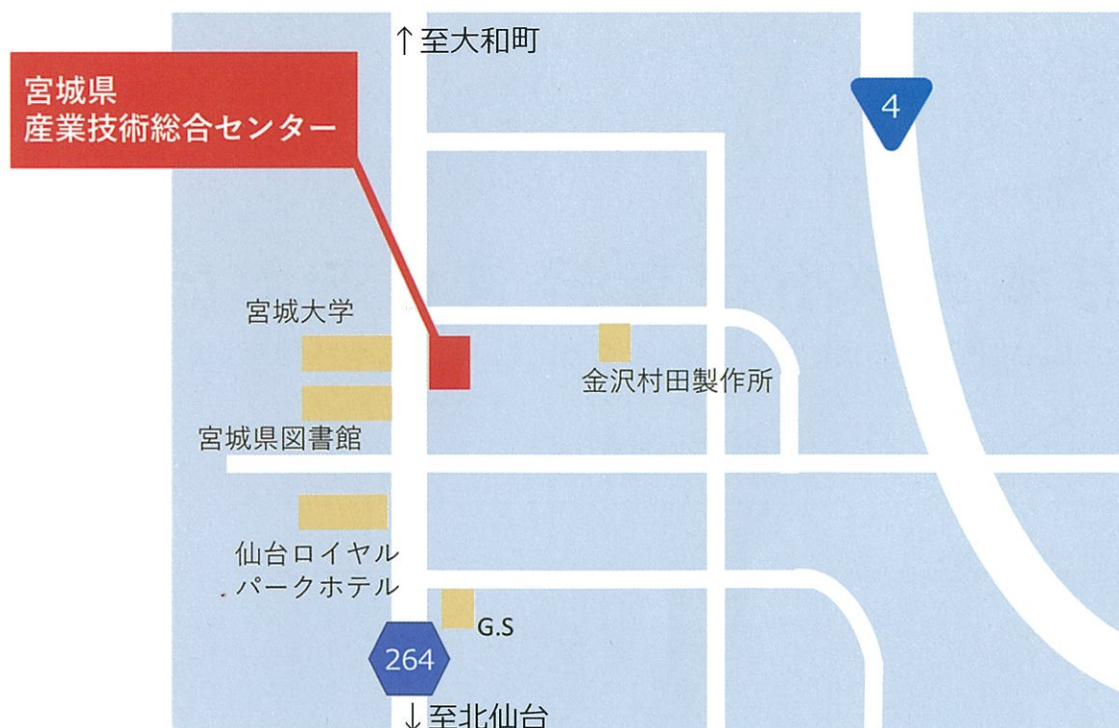 ↑至大和町
宮城県
産業技術総合センター
4
宮城大学
金沢村田製作所
宮城県図書館
仙台ロイヤル
パークホテル
G.S
264
↓至北仙台